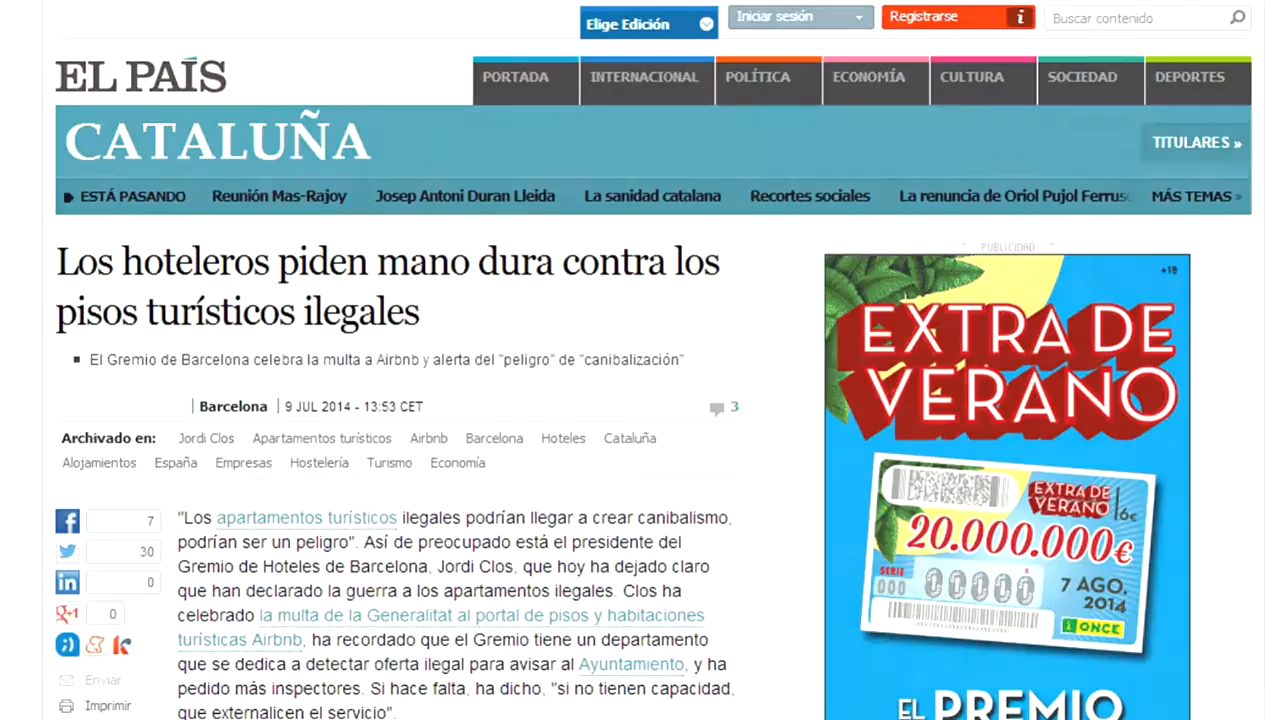 Elige Edición
Iniciar sesión
Registrarse
i
Buscar contenido
EL PAÍS
PORTADA
INTERNACIONAL
POLÍTICA
ECONOMÍA
CULTURA
SOCIEDAD
DEPORTES
CATALUÑA
TITULARES »
ESTÁ PASANDO
Reunión Mas-Rajoy
Josep Antoni Duran Lleida
La sanidad catalana
Recortes sociales
La renuncia de Oriol Pujol Ferrus
MÁS TEMAS »
Los hoteleros piden mano dura contra los
pisos turísticos ilegales
El Gremio de Barcelona celebra la multa a Airbnb y alerta del "peligro" de "canibalización"
| Barcelona | 9 JUL 2014 - 13:53 CET
3
Archivado en: Jordi Clos Apartamentos turísticos Airbnb Barcelona Hoteles Cataluña
Alojamientos España Empresas Hostelería Turismo Economía
7
30
0
0
Enviar
Imprimir
"Los apartamentos turísticos ilegales podrían llegar a crear canibalismo,
podrían ser un peligro". Así de preocupado está el presidente del
Gremio de Hoteles de Barcelona, Jordi Clos, que hoy ha dejado claro
que han declarado la guerra a los apartamentos ilegales. Clos ha
celebrado la multa de la Generalitat al portal de pisos y habitaciones
turísticas Airbnb, ha recordado que el Gremio tiene un departamento
que se dedica a detectar oferta ilegal para avisar al Ayuntamiento, y ha
pedido más inspectores. Si hace falta, ha dicho, "si no tienen capacidad,
que externalicen el servicio".
PUBLICIDAD
+18
EXTRA DE
VERANO
EXTRA DE
VERANO
6€
20.000.000€
SERIE
000
00000
7 AGO.
2014
ONCE
EL PREMIO